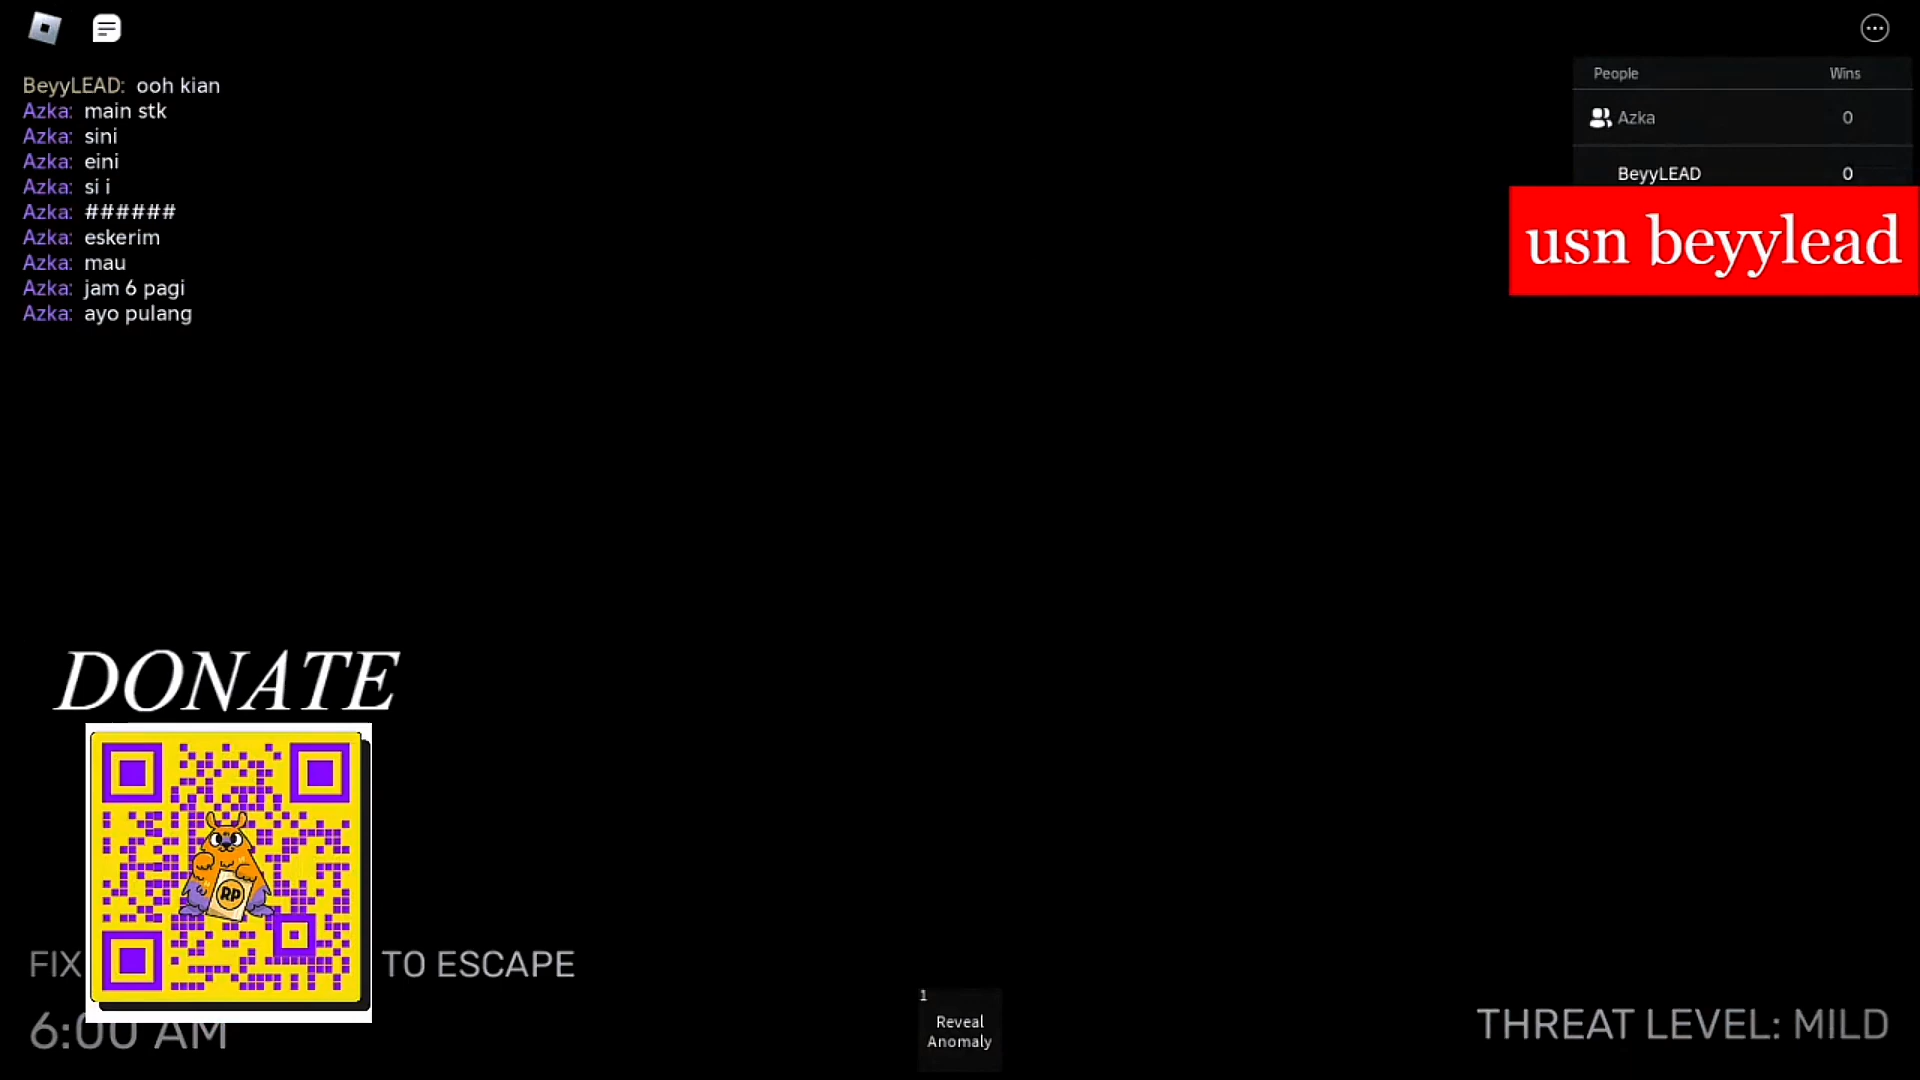 BeyyLEAD: ooh kian
Azka: main stk
Azka: sini
Azka: eini
Azka: si i
Azka: ######
Azka: eskerim
Azka: mau
Azka: jam 6 pagi
Azka: ayo pulang
People Wins
Azka 0
BeyyLEAD 0
usn beyylead
DONATE
RP
FIX TO ESCAPE
6:00 AM
1
Reveal
Anomaly
THREAT LEVEL: MILD